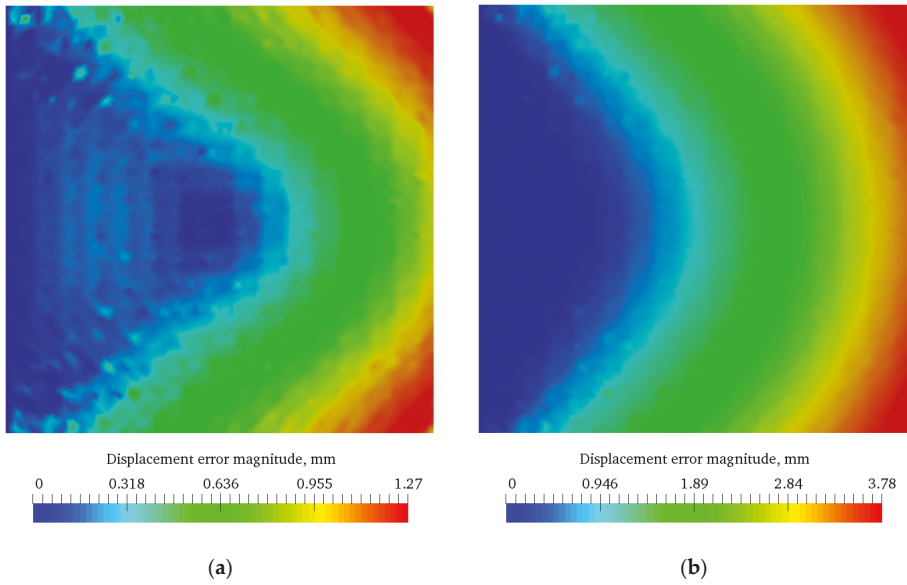 Displacement error magnitude, mm
0 0.318 0.636 0.955 1.27
(a)
Displacement error magnitude, mm
0 0.946 1.89 2.84 3.78
(b)